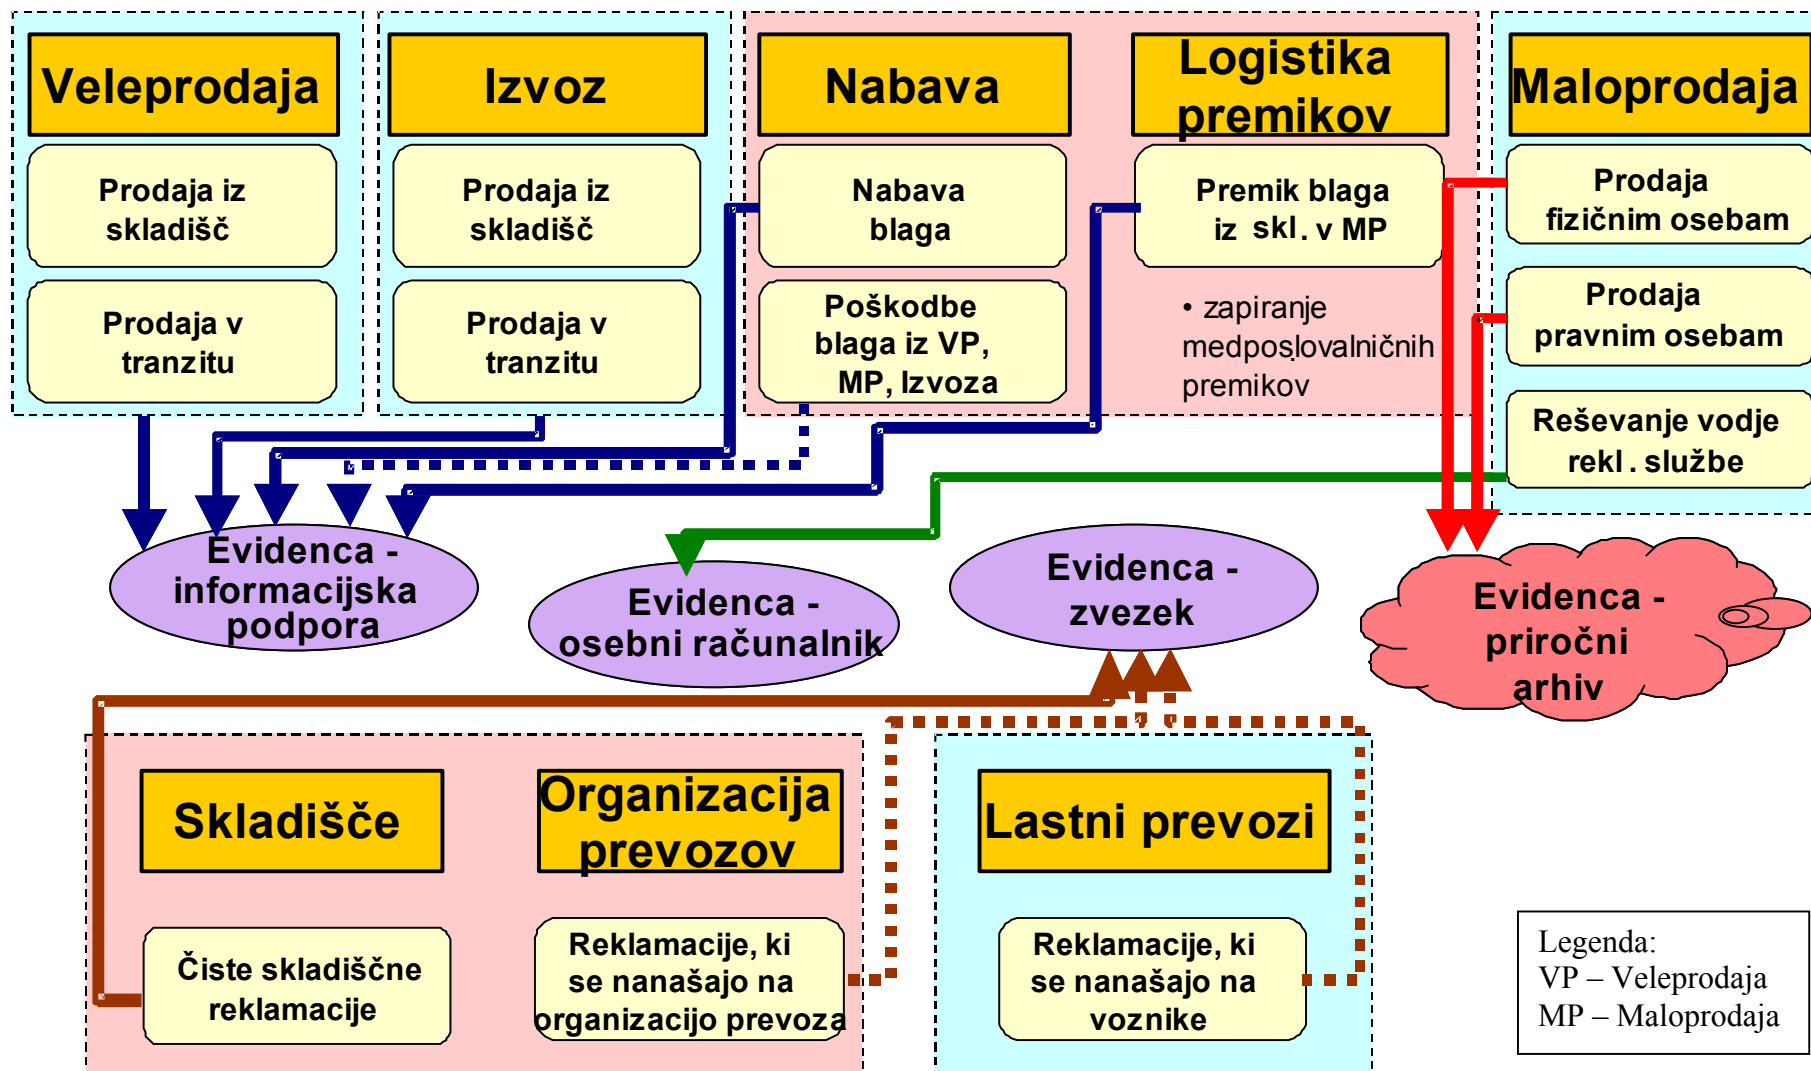 Veleprodaja
Prodaja iz
skladišč
Prodaja v
tranzitu
Izvoz
Prodaja iz
skladišč
Prodaja v
tranzitu
Nabava
Nabava
blaga
Poškodbe
blaga iz VP,
MP, Izvoza
Logistika
premikov
Premik blaga
iz skl. v MP
• zapiranje
medposlovalničnih
premikov
Maloprodaja
Prodaja
fizičnim osebam
Prodaja
pravnim osebam
Reševanje vodje
rekl. službe
Evidenca -
informacijska
podpora
Evidenca -
osebni računalnik
Evidenca -
zvezek
Evidenca -
priročni
arhiv
Skladišče
Čiste skladiščne
reklamacije
Organizacija
prevozov
Reklamacije, ki
se nanašajo na
organizacijo prevoza
Lastni prevozi
Reklamacije, ki
se nanašajo na
voznike
Legenda:
VP – Veleprodaja
MP – Maloprodaja